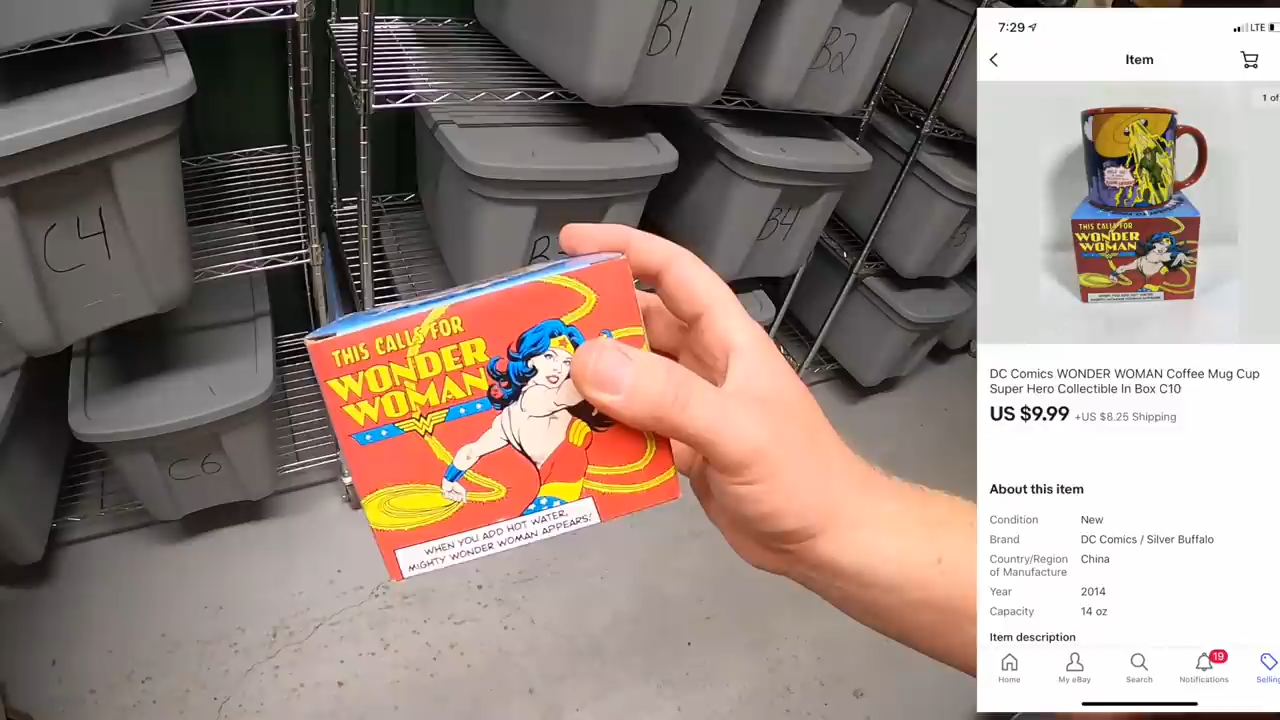 B1
B2
C4
B4
B
C6
THIS CALLS FOR
WONDER
WOMAN
WHEN YOU ADD HOT WATER,
MIGHTY WONDER WOMAN APPEARS!
7:29
LTE
Item
1 of
THIS CALLS FOR
WONDER
WOMAN
DC Comics WONDER WOMAN Coffee Mug Cup
Super Hero Collectible In Box C10
US $9.99 +US $8.25 Shipping
About this item
Condition New
Brand DC Comics / Silver Buffalo
Country/Region China
of Manufacture
Year 2014
Capacity 14 oz
Item description
19
Home My eBay Search Notifications Selling